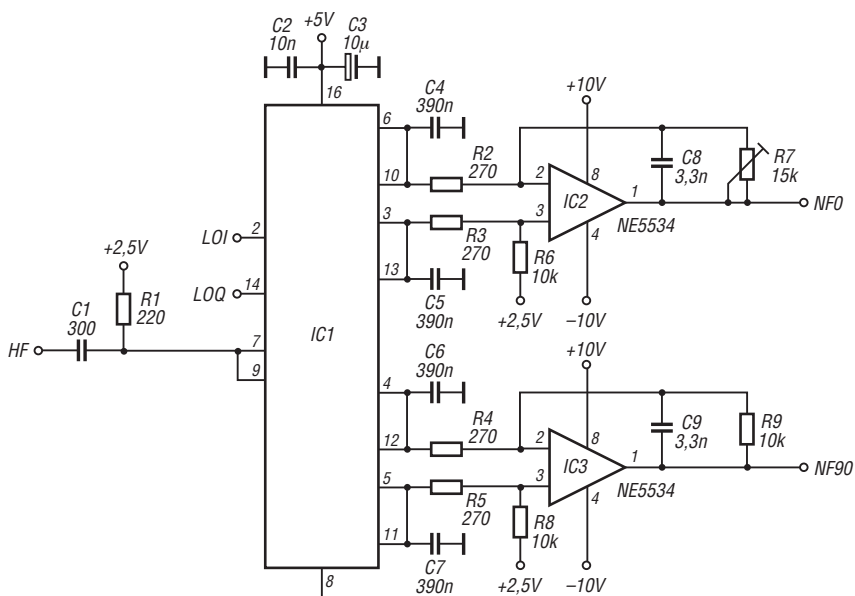 +5V
C2
10n
C3
10µ
16
6
C4
390n
+10V
10
R2
270
2
8
C8
3,3n
R7
15k
IC2
1
NF0
3
R3
270
3
4
NE5534
LOI
2
+2,5V
13
C5
390n
R6
10k
+2,5V
–10V
LOQ
14
C1
300
R1
220
IC1
HF
7
9
C6
390n
+10V
4
12
R4
270
2
8
C9
3,3n
R9
10k
IC3
1
NF90
5
R5
270
3
4
NE5534
11
C7
390n
R8
10k
+2,5V
–10V
8